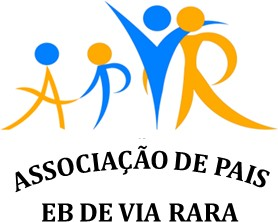 APVR
ASSOCIAÇÃO DE PAIS
EB DE VIA RARA